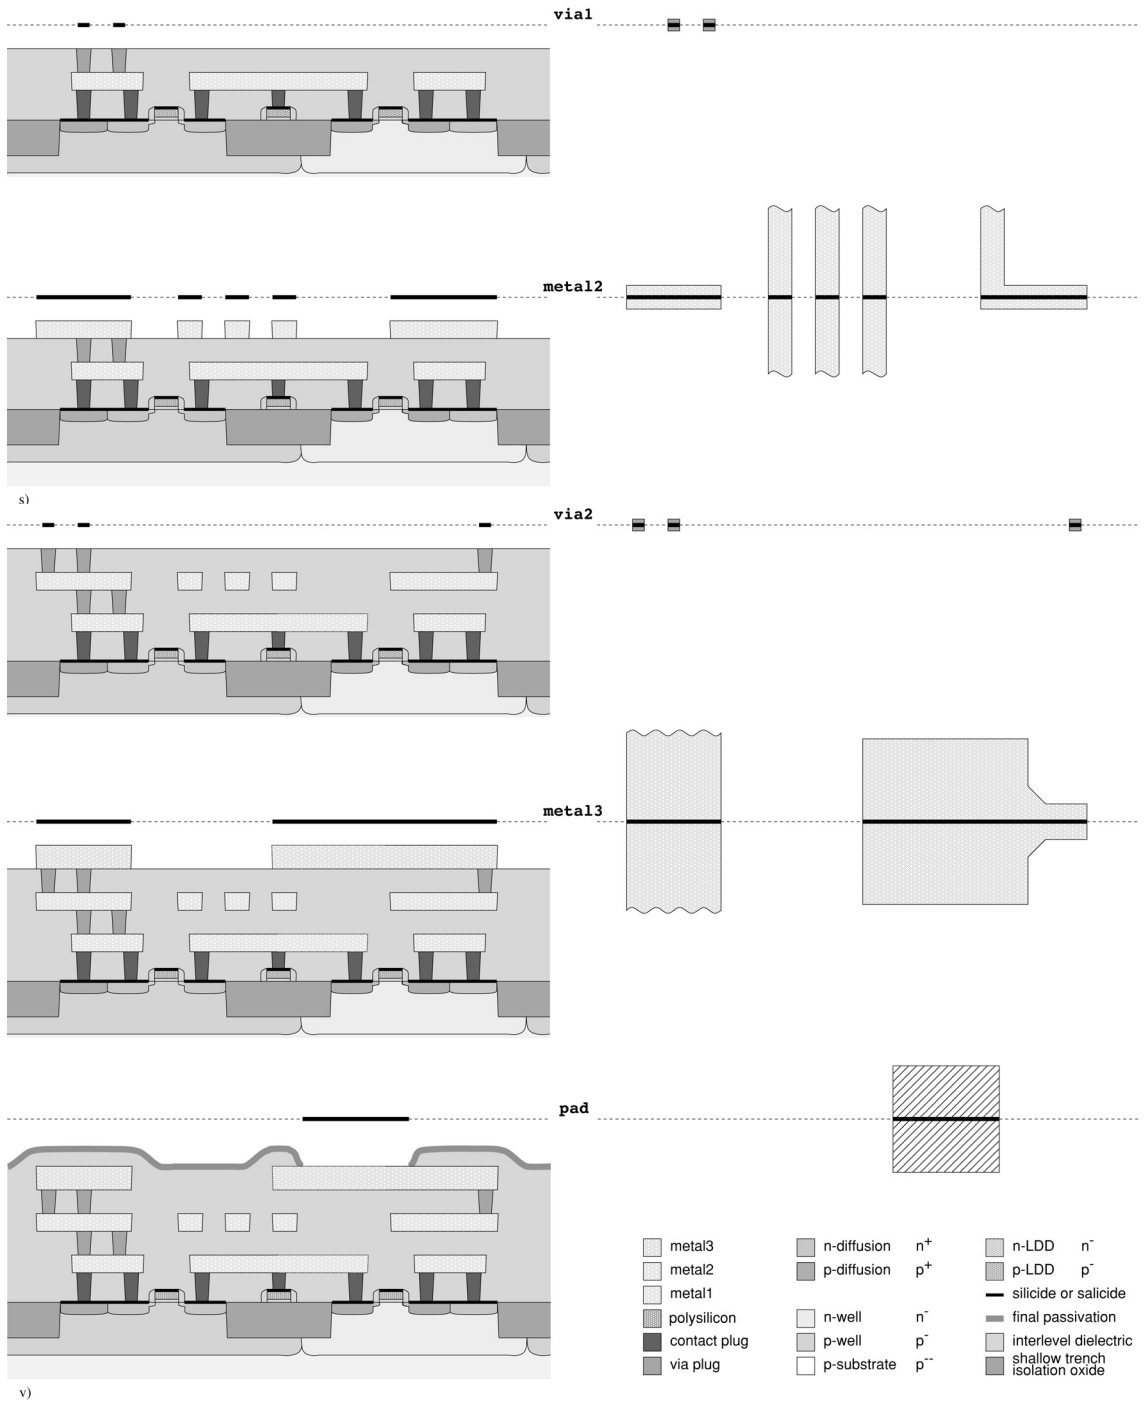 via1
metal2
s)
via2
metal3
pad
metal3
metal2
metal1
polysilicon
contact plug
via plug
n-diffusion n+
p-diffusion p+
n-well n-
p-well p-
p-substrate p--
n-LDD n-
p-LDD p-
silicide or salicide
final passivation
interlevel dielectric
shallow trench
isolation oxide
v)